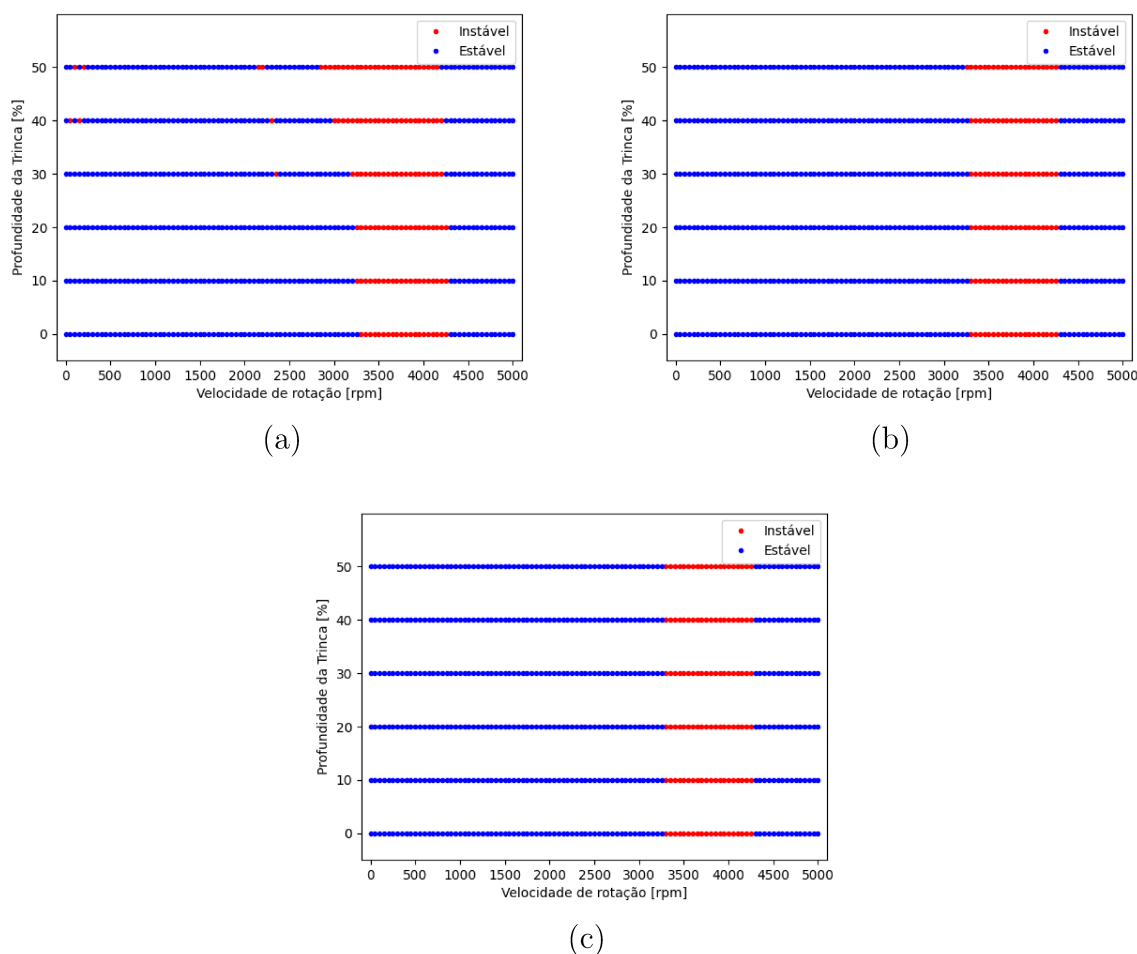 Instável
Estável
50
40
30
20
10
0
Profundidade da Trinca [%]
0 500 1000 1500 2000 2500 3000 3500 4000 4500 5000
Velocidade de rotação [rpm]
(a)
Instável
Estável
50
40
30
20
10
0
Profundidade da Trinca [%]
0 500 1000 1500 2000 2500 3000 3500 4000 4500 5000
Velocidade de rotação [rpm]
(b)
Instável
Estável
50
40
30
20
10
0
Profundidade da Trinca [%]
0 500 1000 1500 2000 2500 3000 3500 4000 4500 5000
Velocidade de rotação [rpm]
(c)